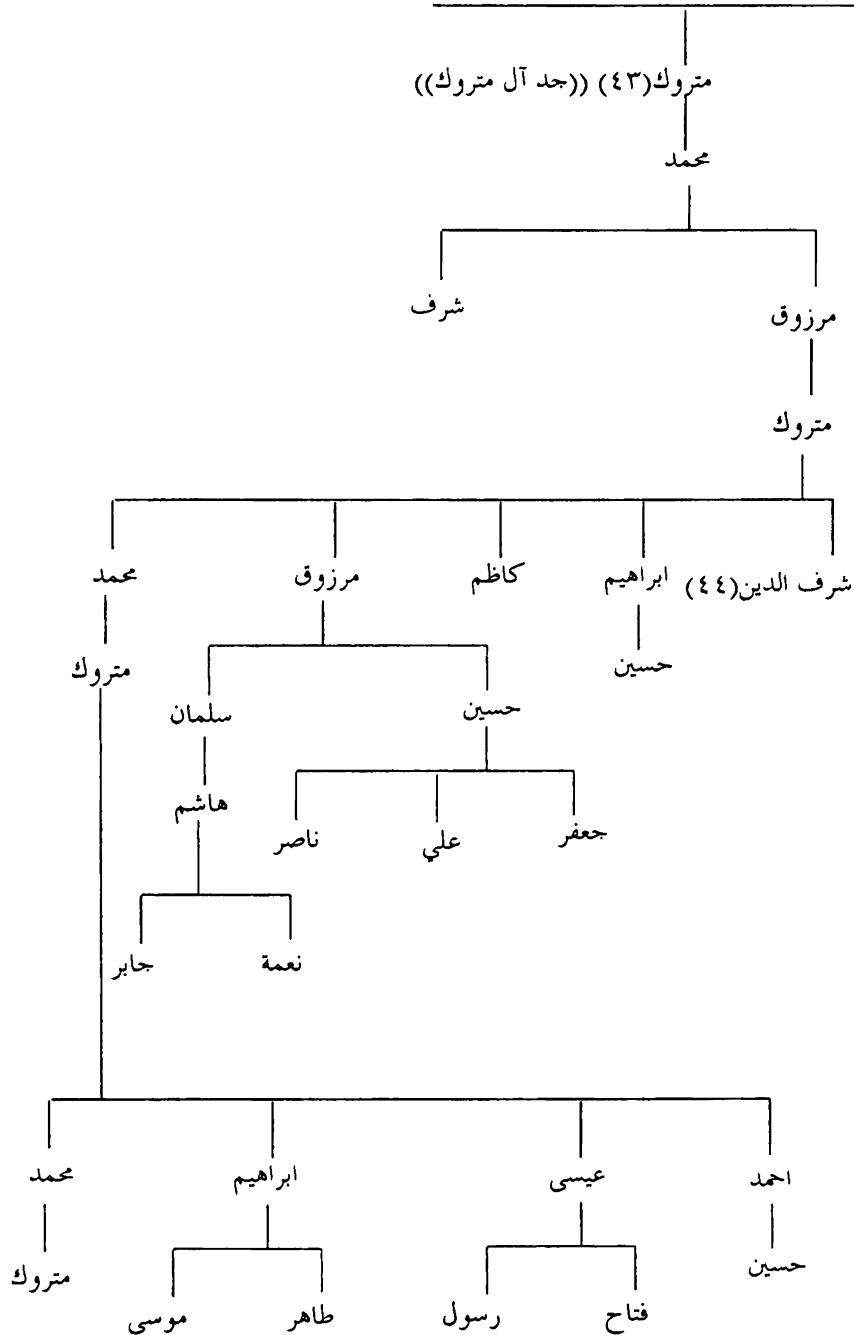 متروك(٤٣) ((جد آل متروك))
محمد
مرزوق شرف
متروك
شرف الدين(٤٤) ابراهيم كاظم مرزوق محمد
حسين متروك
حسين سلمان
هاشم
جعفر علي ناصر
نعمة جابر
احمد عيسى ابراهيم محمد
حسين متروك
فتاح رسول طاهر موسى